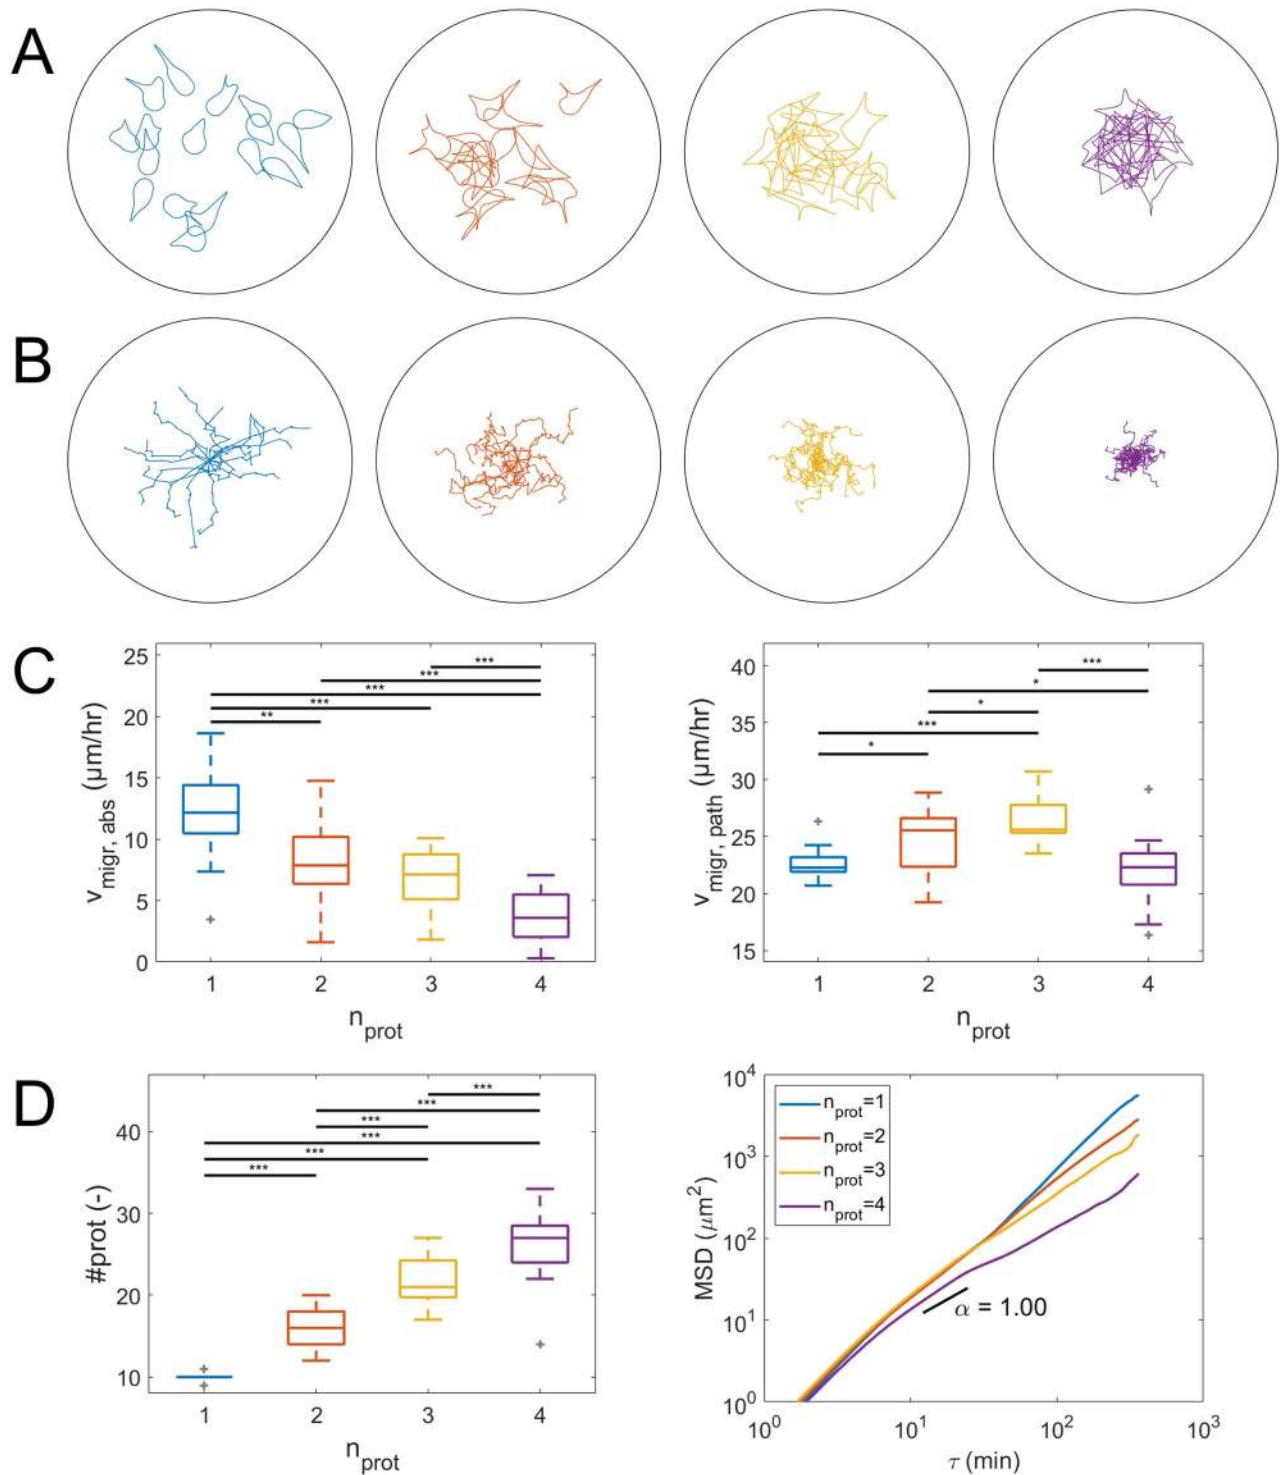 A
B
C
25
20
15
10
5
0
v_migr, abs (μm/hr)
***
***
***
***
**
1 2 3 4
n_prot
40
35
30
25
20
15
v_migr, path (μm/hr)
***
*
*
***
*
1 2 3 4
n_prot
D
40
30
20
10
#prot (-)
***
***
***
***
***
***
1 2 3 4
n_prot
10^4
10^3
10^2
10^1
10^0
MSD (μm^2)
n_prot=1
n_prot=2
n_prot=3
n_prot=4
α = 1.00
10^0 10^1 10^2 10^3
τ (min)